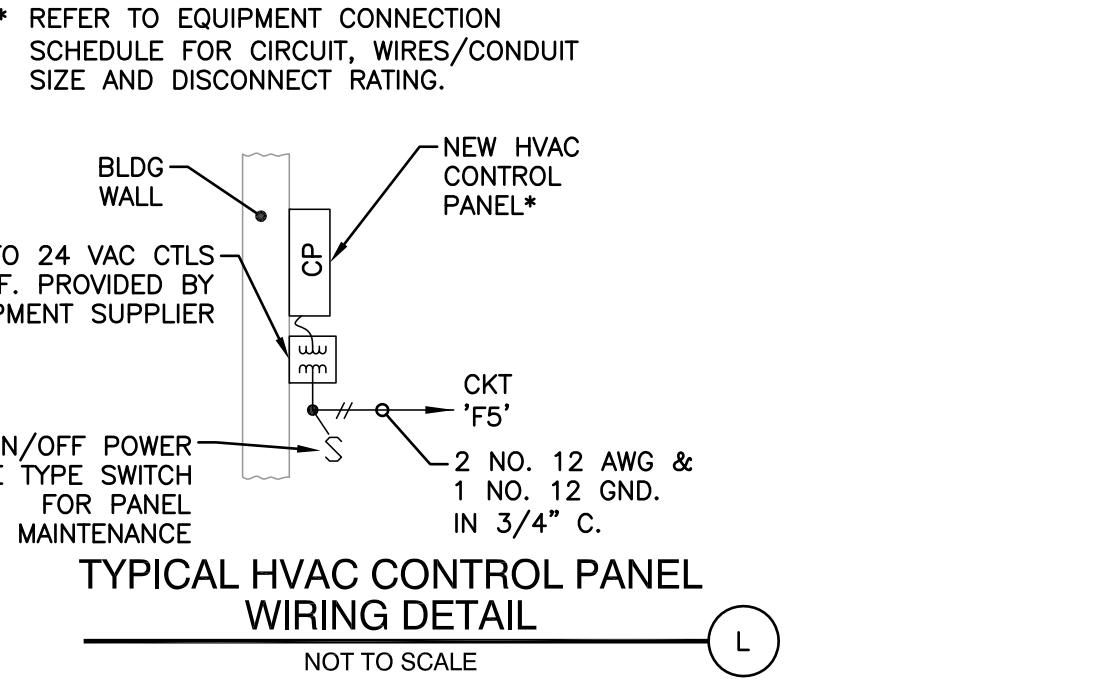 * REFER TO EQUIPMENT CONNECTION
SCHEDULE FOR CIRCUIT, WIRES/CONDUIT
SIZE AND DISCONNECT RATING.
BLDG
WALL
NEW HVAC
CONTROL
PANEL*
CP
24 VAC CTLS
PROVIDED BY
SUPPLIER
CKT
'F5'
POWER
TYPE SWITCH
FOR PANEL
MAINTENANCE
S
2 NO. 12 AWG &
1 NO. 12 GND.
IN 3/4" C.
TYPICAL HVAC CONTROL PANEL
WIRING DETAIL
NOT TO SCALE
L